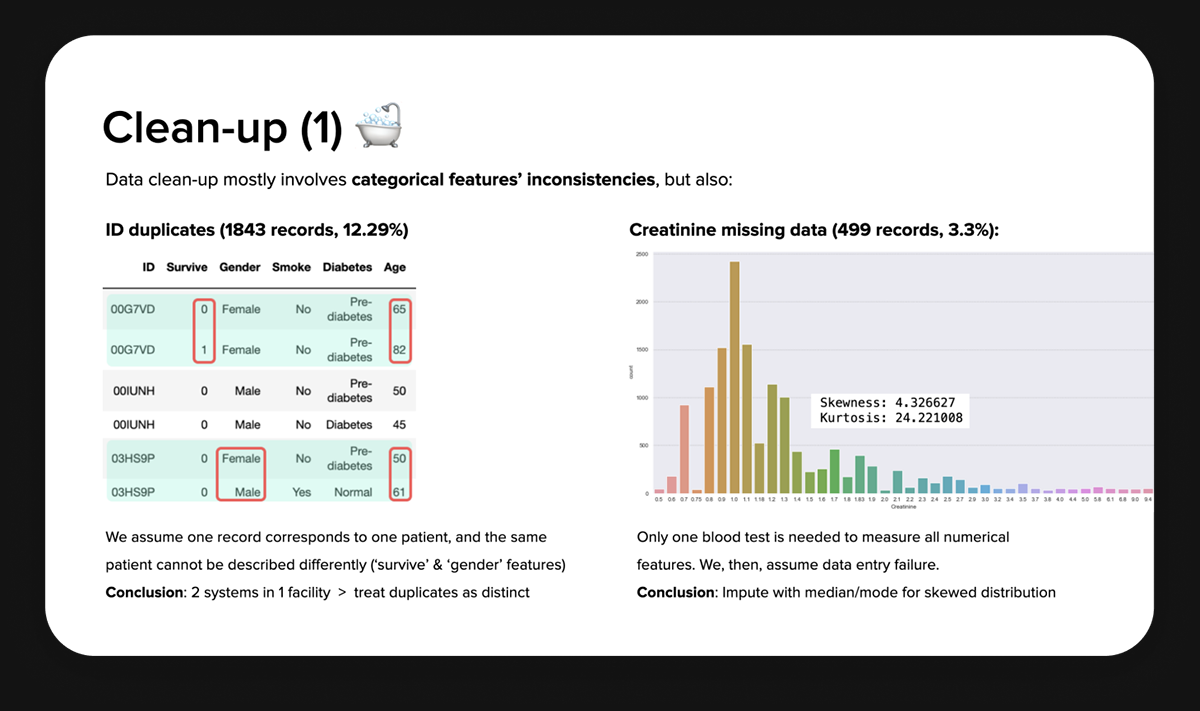 Clean-up (1)
Data clean-up mostly involves categorical features’ inconsistencies, but also:
ID duplicates (1843 records, 12.29%)
ID Survive Gender Smoke Diabetes Age
00G7VD 0 Female No Pre-diabetes 65
00G7VD 1 Female No Pre-diabetes 82
00IUNH 0 Male No Pre-diabetes 50
00IUNH 0 Male No Diabetes 45
03HS9P 0 Female No Pre-diabetes 50
03HS9P 0 Male Yes Normal 61
We assume one record corresponds to one patient, and the same
patient cannot be described differently (‘survive’ & ‘gender’ features)
Conclusion: 2 systems in 1 facility > treat duplicates as distinct
Creatinine missing data (499 records, 3.3%):
2500
2000
1500
1000
500
0
count
Skewness: 4.326627
Kurtosis: 24.221008
0.5 0.6 0.7 0.75 0.8 0.9 1.0 1.1 1.18 1.2 1.3 1.4 1.5 1.6 1.7 1.8 1.83 1.9 2.0 2.1 2.2 2.3 2.4 2.5 2.7 2.9 3.0 3.2 3.4 3.5 3.7 3.8 4.0 4.4 5.0 5.8 6.1 6.8 9.0 9.4
Creatinine
Only one blood test is needed to measure all numerical
features. We, then, assume data entry failure.
Conclusion: Impute with median/mode for skewed distribution